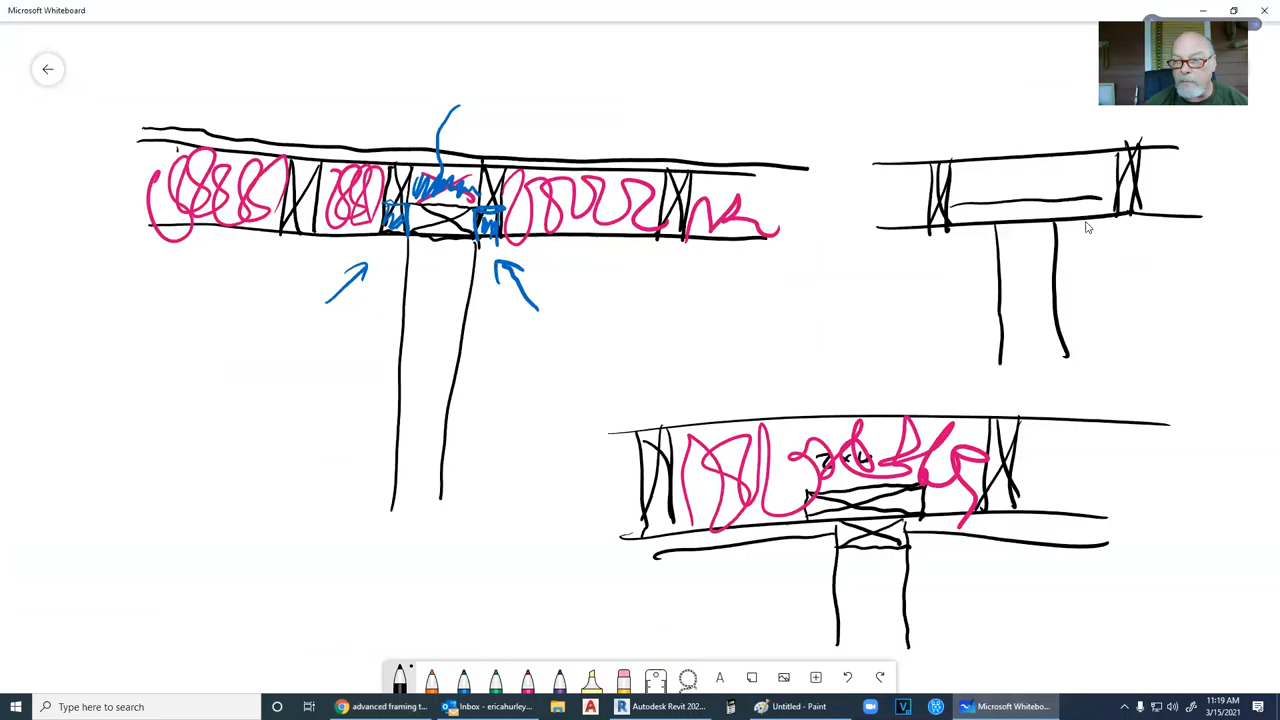 Microsoft Whiteboard
A
Type here to search
advanced framing t...
Inbox - ericahurley...
Autodesk Revit 202...
Untitled - Paint
Microsoft Whitebo...
11:19 AM
3/15/2021